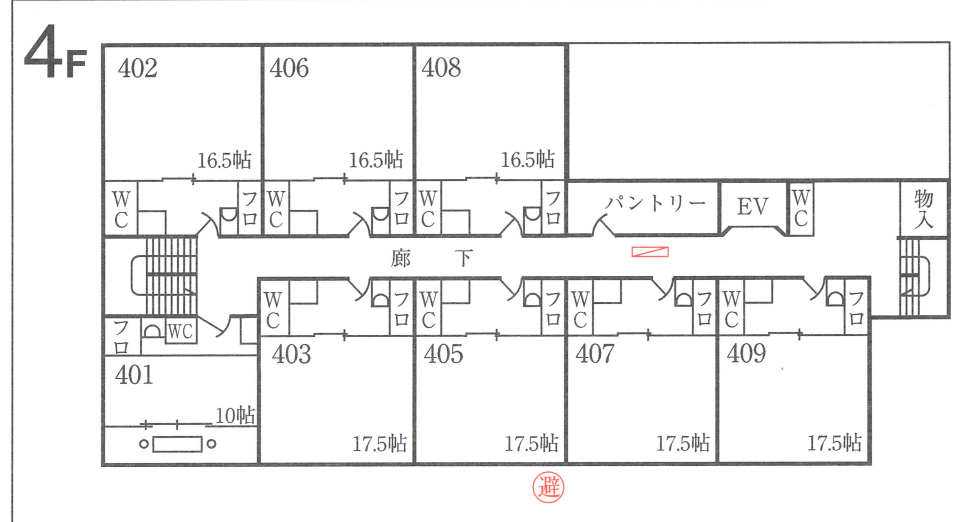 4F
402
406
408
16.5帖
16.5帖
16.5帖
WC
フロ
WC
フロ
WC
フロ
パントリー
EV
WC
物入
廊下
WC
フロ
WC
フロ
WC
フロ
WC
フロ
フロ
WC
401
403
405
407
409
10帖
17.5帖
17.5帖
17.5帖
17.5帖
避